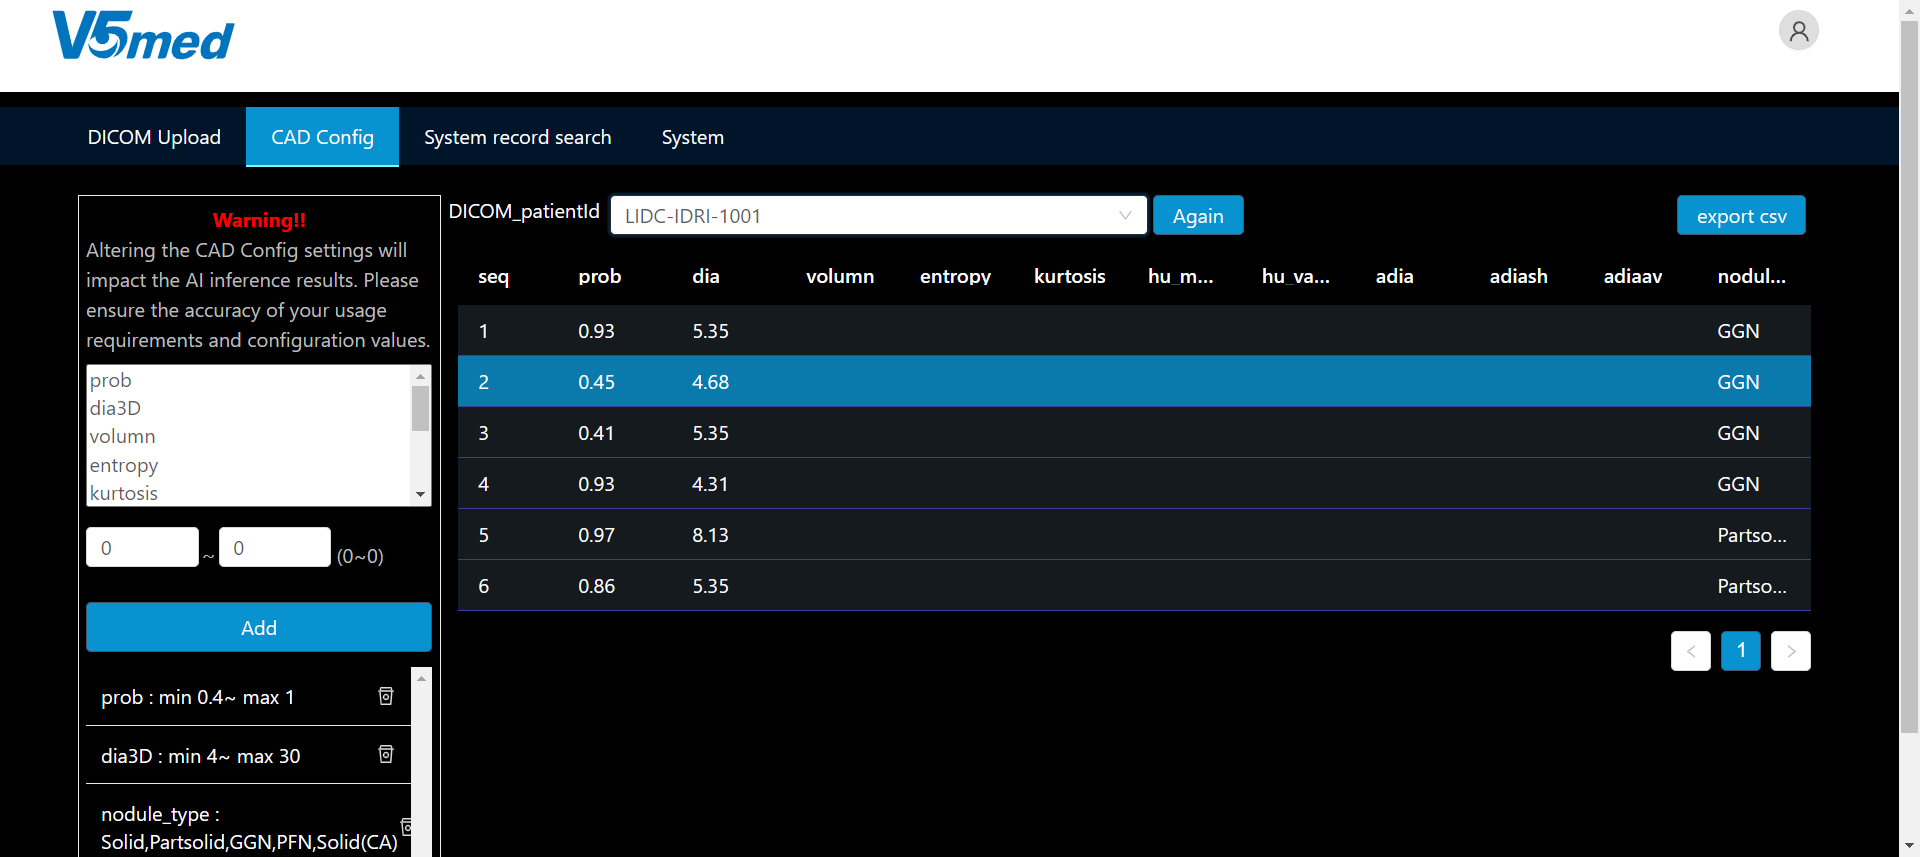 V5med
DICOM Upload CAD Config System record search System
Warning!!
Altering the CAD Config settings will
impact the AI inference results. Please
ensure the accuracy of your usage
requirements and configuration values.
prob
dia3D
volumn
entropy
kurtosis
0 ~ 0 (0~0)
Add
prob : min 0.4~ max 1
dia3D : min 4~ max 30
nodule_type :
Solid,Partsolid,GGN,PFN,Solid(CA)
DICOM_patientId LIDC-IDRI-1001 Again export csv
seq prob dia volumn entropy kurtosis hu_m... hu_va... adia adiash adiaav nodul...
1 0.93 5.35 GGN
2 0.45 4.68 GGN
3 0.41 5.35 GGN
4 0.93 4.31 GGN
5 0.97 8.13 Partso...
6 0.86 5.35 Partso...
< 1 >